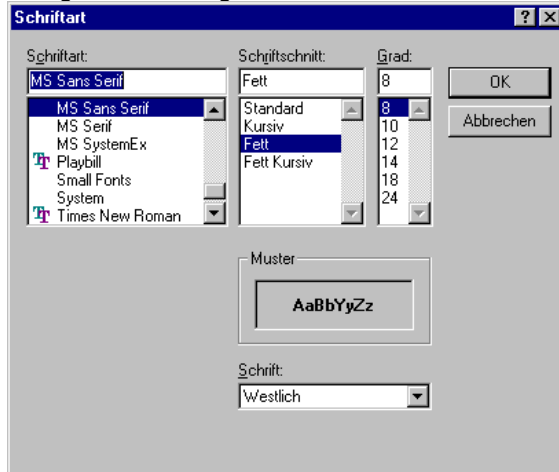 Schriftart
Schriftart:
MS Sans Serif
MS Sans Serif
MS Serif
MS SystemEx
Playbill
Small Fonts
System
Times New Roman
Schriftschnitt:
Fett
Standard
Kursiv
Fett
Fett Kursiv
Grad:
8
8
10
12
14
18
24
OK
Abbrechen
Muster
AaBbYyZz
Schrift:
Westlich